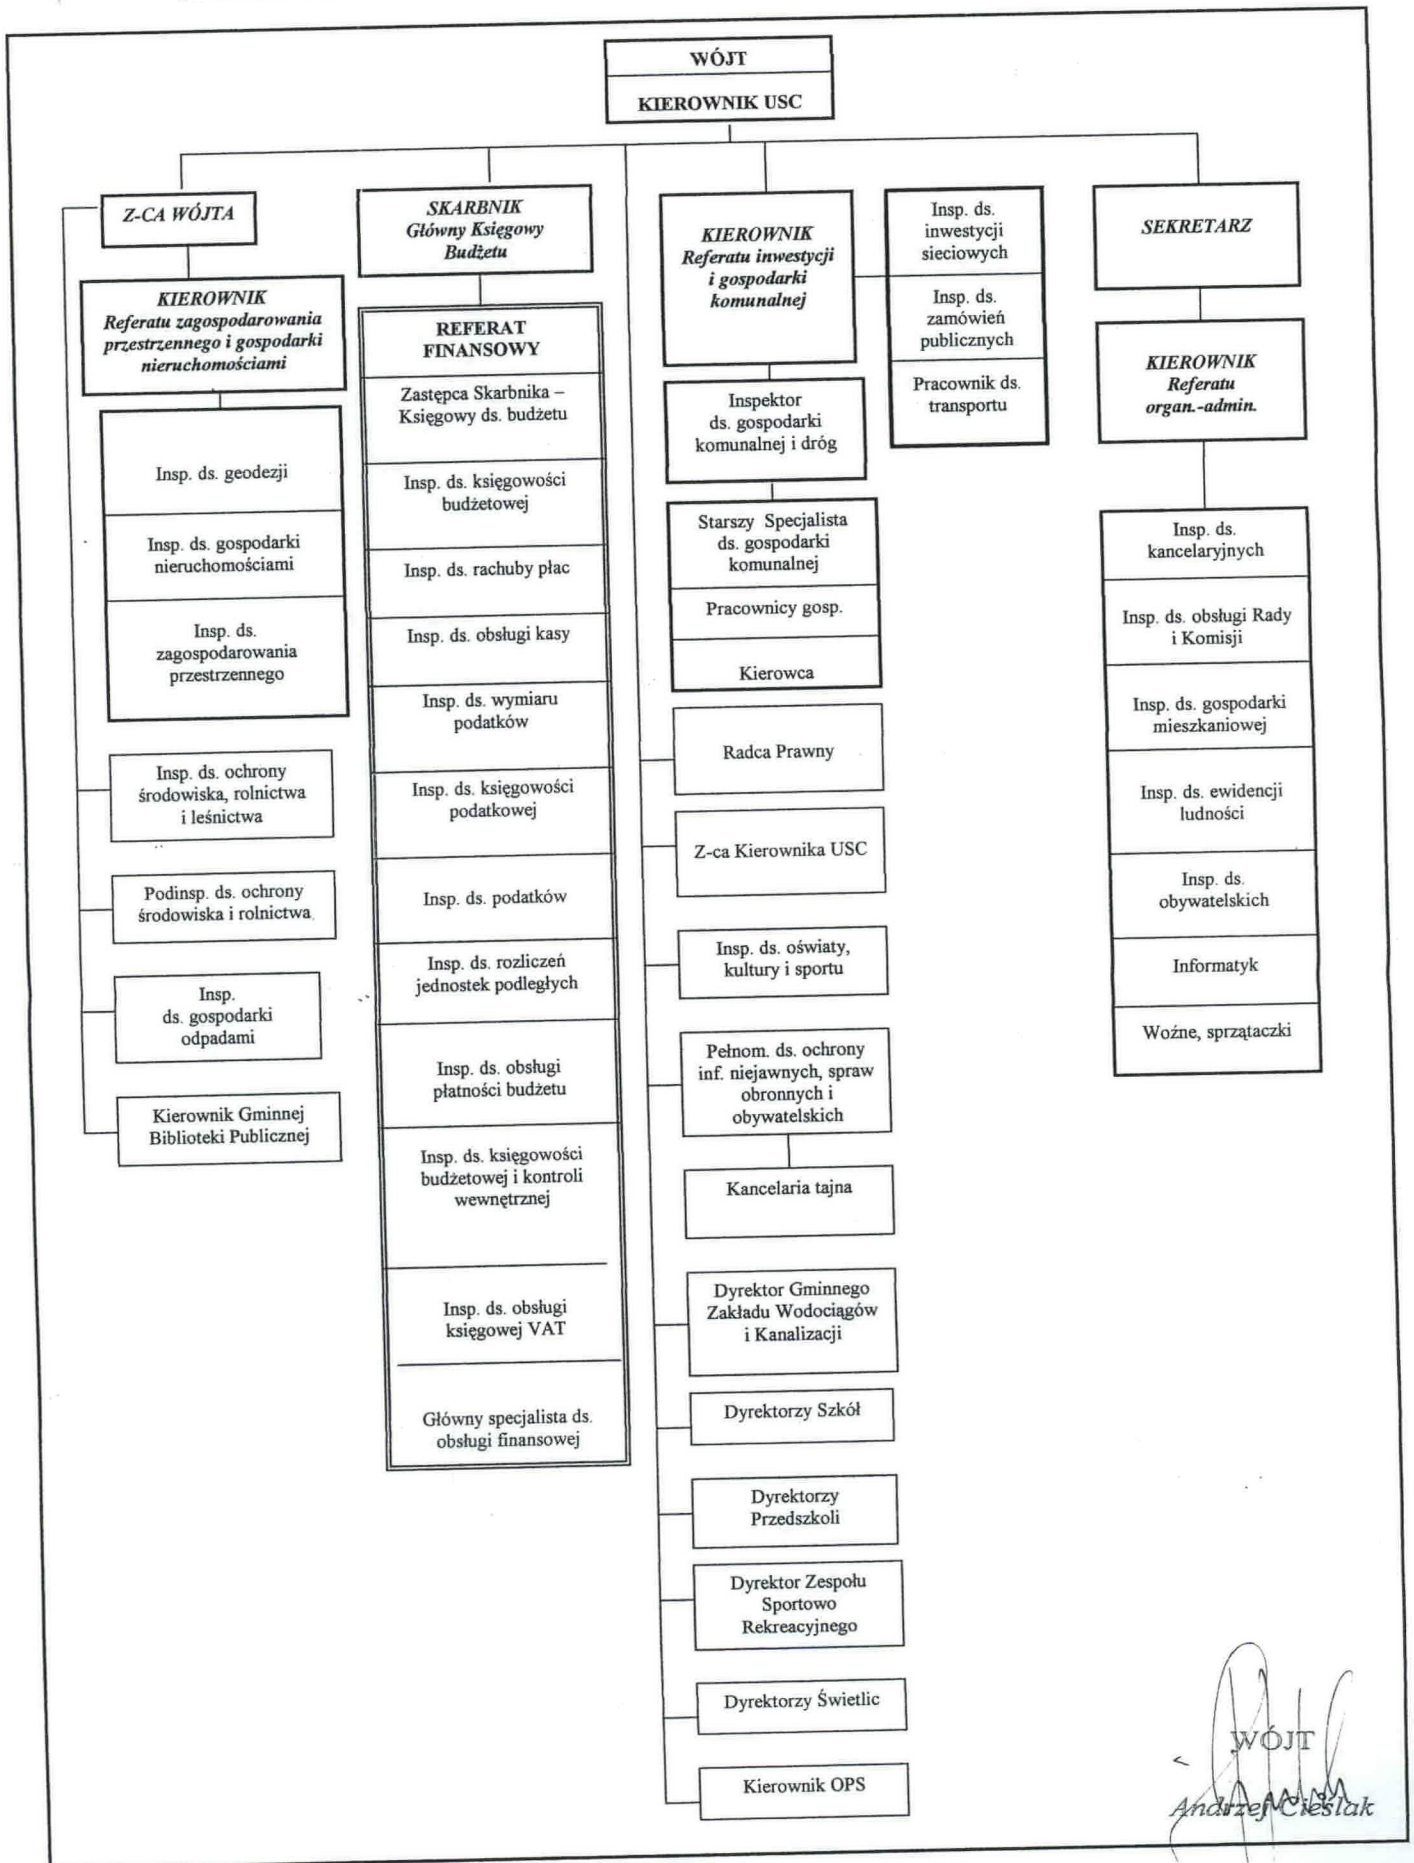 WÓJT
KIEROWNIK USC
Z-CA WÓJTA
KIEROWNIK
Referatu zagospodarowania
przestrzennego i gospodarki
nieruchomościami
Insp. ds. geodezji
Insp. ds. gospodarki
nieruchomościami
Insp. ds.
zagospodarowania
przestrzennego
Insp. ds. ochrony
środowiska, rolnictwa
i leśnictwa
Podinsp. ds. ochrony
środowiska i rolnictwa
Insp.
ds. gospodarki
odpadami
Kierownik Gminnej
Biblioteki Publicznej
SKARBNIK
Główny Księgowy
Budżetu
REFERAT
FINANSOWY
Zastępca Skarbnika –
Księgowy ds. budżetu
Insp. ds. księgowości
budżetowej
Insp. ds. rachuby płac
Insp. ds. obsługi kasy
Insp. ds. wymiaru
podatków
Insp. ds. księgowości
podatkowej
Insp. ds. podatków
Insp. ds. rozliczeń
jednostek podległych
Insp. ds. obsługi
płatności budżetu
Insp. ds. księgowości
budżetowej i kontroli
wewnętrznej
Insp. ds. obsługi
księgowej VAT
Główny specjalista ds.
obsługi finansowej
KIEROWNIK
Referatu inwestycji
i gospodarki
komunalnej
Insp. ds.
inwestycji
sieciowych
Insp. ds.
zamówień
publicznych
Pracownik ds.
transportu
Inspektor
ds. gospodarki
komunalnej i dróg
Starszy Specjalista
ds. gospodarki
komunalnej
Pracownicy gosp.
Kierowca
Radca Prawny
Z-ca Kierownika USC
Insp. ds. oświaty,
kultury i sportu
Pełnom. ds. ochrony
inf. niejawnych, spraw
obronnych i
obywatelskich
Kancelaria tajna
Dyrektor Gminnego
Zakładu Wodociągów
i Kanalizacji
Dyrektorzy Szkół
Dyrektorzy
Przedszkoli
Dyrektor Zespołu
Sportowo
Rekreacyjnego
Dyrektorzy Świetlic
Kierownik OPS
SEKRETARZ
KIEROWNIK
Referatu
organ.-admin.
Insp. ds.
kancelaryjnych
Insp. ds. obsługi Rady
i Komisji
Insp. ds. gospodarki
mieszkaniowej
Insp. ds. ewidencji
ludności
Insp. ds.
obywatelskich
Informatyk
Woźne, sprzątaczki
WÓJT
Andrzej Cieślak